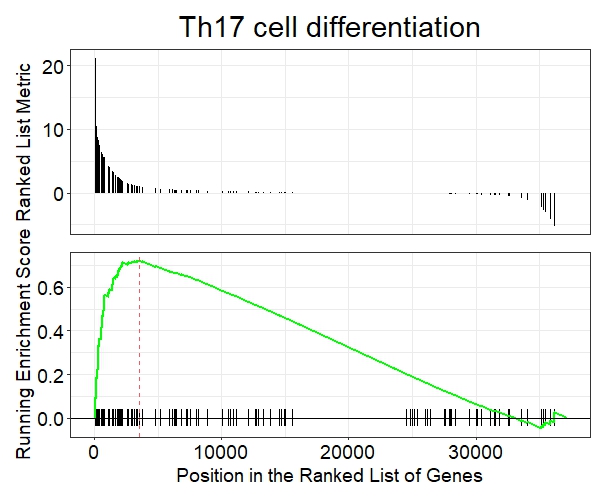 Th17 cell differentiation
Ranked List Metric
20
10
0
Running Enrichment Score
0.6
0.4
0.2
0.0
0 10000 20000 30000
Position in the Ranked List of Genes